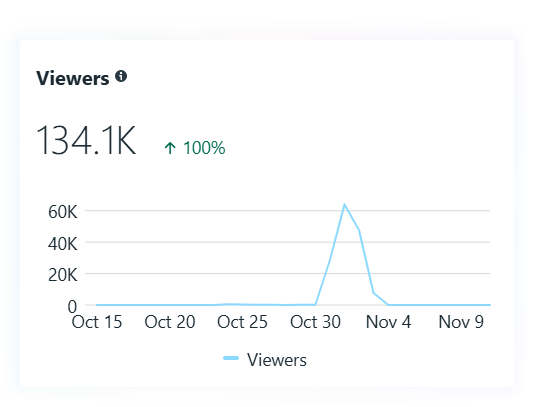 Viewers
134.1K ↑ 100%
60K
40K
20K
0
Oct 15 Oct 20 Oct 25 Oct 30 Nov 4 Nov 9
Viewers